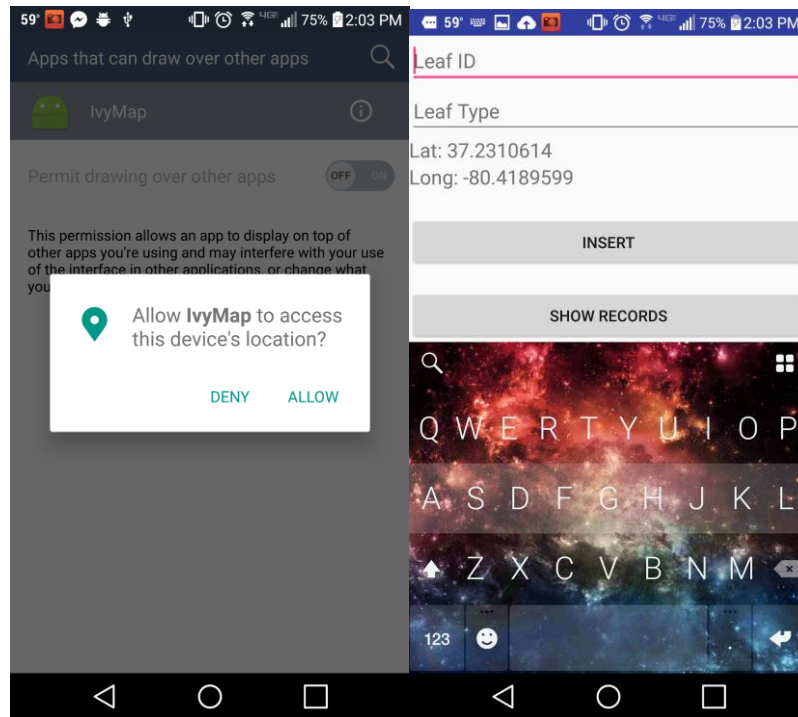 59°
4G
75%
2:03 PM
Apps that can draw over other apps
IvyMap
Permit drawing over other apps
OFF
ON
This permission allows an app to display on top of
other apps you're using and may interfere with your use
of the interface in other applications, or change what
you
Allow IvyMap to access
this device's location?
DENY
ALLOW
59°
4G
75%
2:03 PM
Leaf ID
Leaf Type
Lat: 37.2310614
Long: -80.4189599
INSERT
SHOW RECORDS
Q W E R T Y U I O P
A S D F G H J K L
Z X C V B N M
123
.